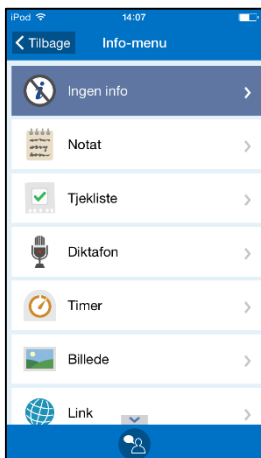 iPod 14:07
Tilbage Info-menu
Ingen info
Notat
Tjekliste
Diktafon
Timer
Billede
Link